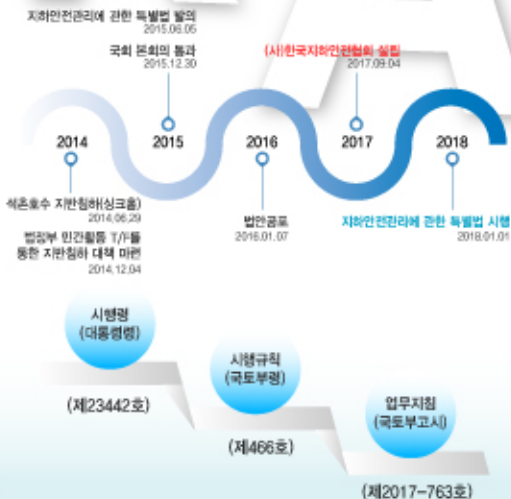 지하안전관리에 관한 특별법 발의
2015.06.05
국회 본회의 통과
2015.12.30
(사)한국지하안전협회 설립
2017.09.04
2014
2015
2016
2017
2018
석촌호수 지반침하(싱크홀)
2014.06.29
범정부 민간합동 T/F를
통한 지반침하 대책 마련
2014.12.04
법안공포
2016.01.07
지하안전관리에 관한 특별법 시행
2018.01.01
시행령
(대통령령)
(제23442호)
시행규칙
(국토부령)
(제466호)
업무지침
(국토부고시)
(제2017-763호)